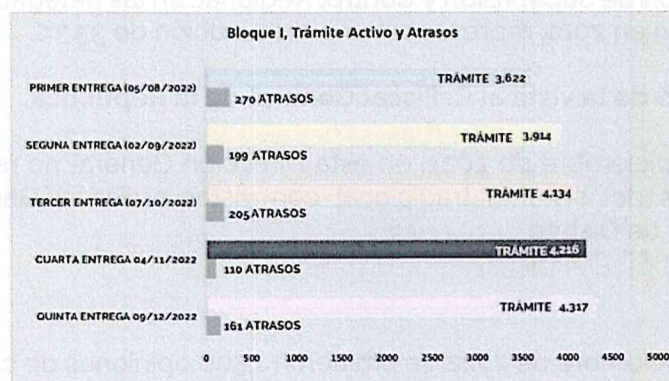 Bloque I, Trámite Activo y Atrasos
PRIMER ENTREGA (05/08/2022)
TRÁMITE 3,622
270 ATRASOS
SEGUNA ENTREGA (02/09/2022)
TRÁMITE 3,914
199 ATRASOS
TERCER ENTREGA (07/10/2022)
TRÁMITE 4,134
205 ATRASOS
CUARTA ENTREGA 04/11/2022
TRÁMITE 4,216
110 ATRASOS
QUINTA ENTREGA 09/12/2022
TRÁMITE 4,317
161 ATRASOS
0 500 1000 1500 2000 2500 3000 3500 4000 4500 5000